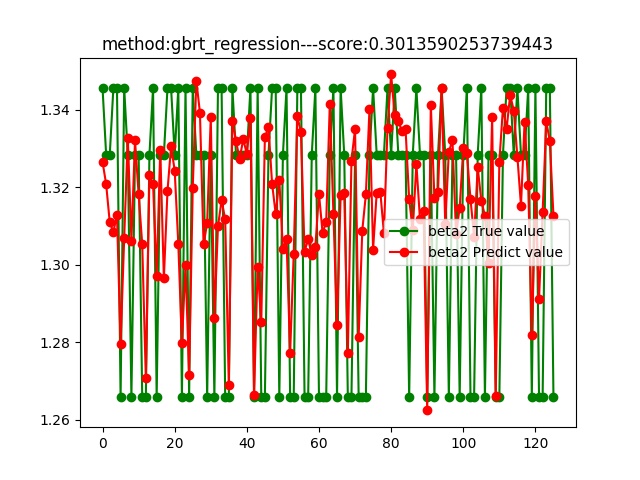 method:gbrt_regression---score:0.3013590253739443
1.34
1.32
1.30
1.28
1.26
beta2 True value
beta2 Predict value
0 20 40 60 80 100 120